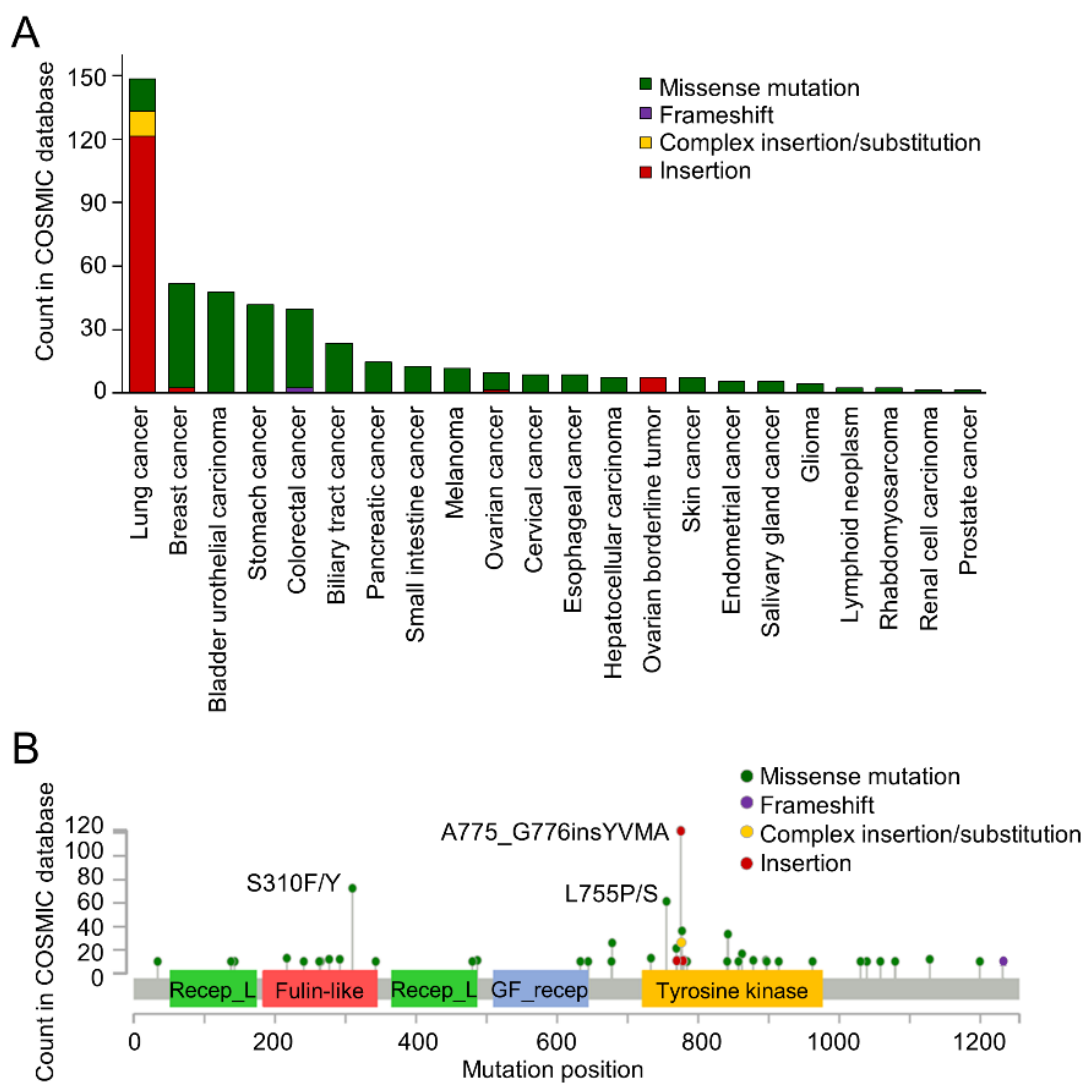 A
Count in COSMIC database
150
120
90
60
30
0
Missense mutation
Frameshift
Complex insertion/substitution
Insertion
Lung cancer
Breast cancer
Bladder urothelial carcinoma
Stomach cancer
Colorectal cancer
Biliary tract cancer
Pancreatic cancer
Small intestine cancer
Melanoma
Ovarian cancer
Cervical cancer
Esophageal cancer
Hepatocellular carcinoma
Ovarian borderline tumor
Skin cancer
Endometrial cancer
Salivary gland cancer
Glioma
Lymphoid neoplasm
Rhabdomyosarcoma
Renal cell carcinoma
Prostate cancer
B
Count in COSMIC database
120
100
80
60
40
20
0
Missense mutation
Frameshift
Complex insertion/substitution
Insertion
A775_G776insYVMA
S310F/Y
L755P/S
Recep_L
Fulin-like
Recep_L
GF_recep
Tyrosine kinase
0 200 400 600 800 1000 1200
Mutation position